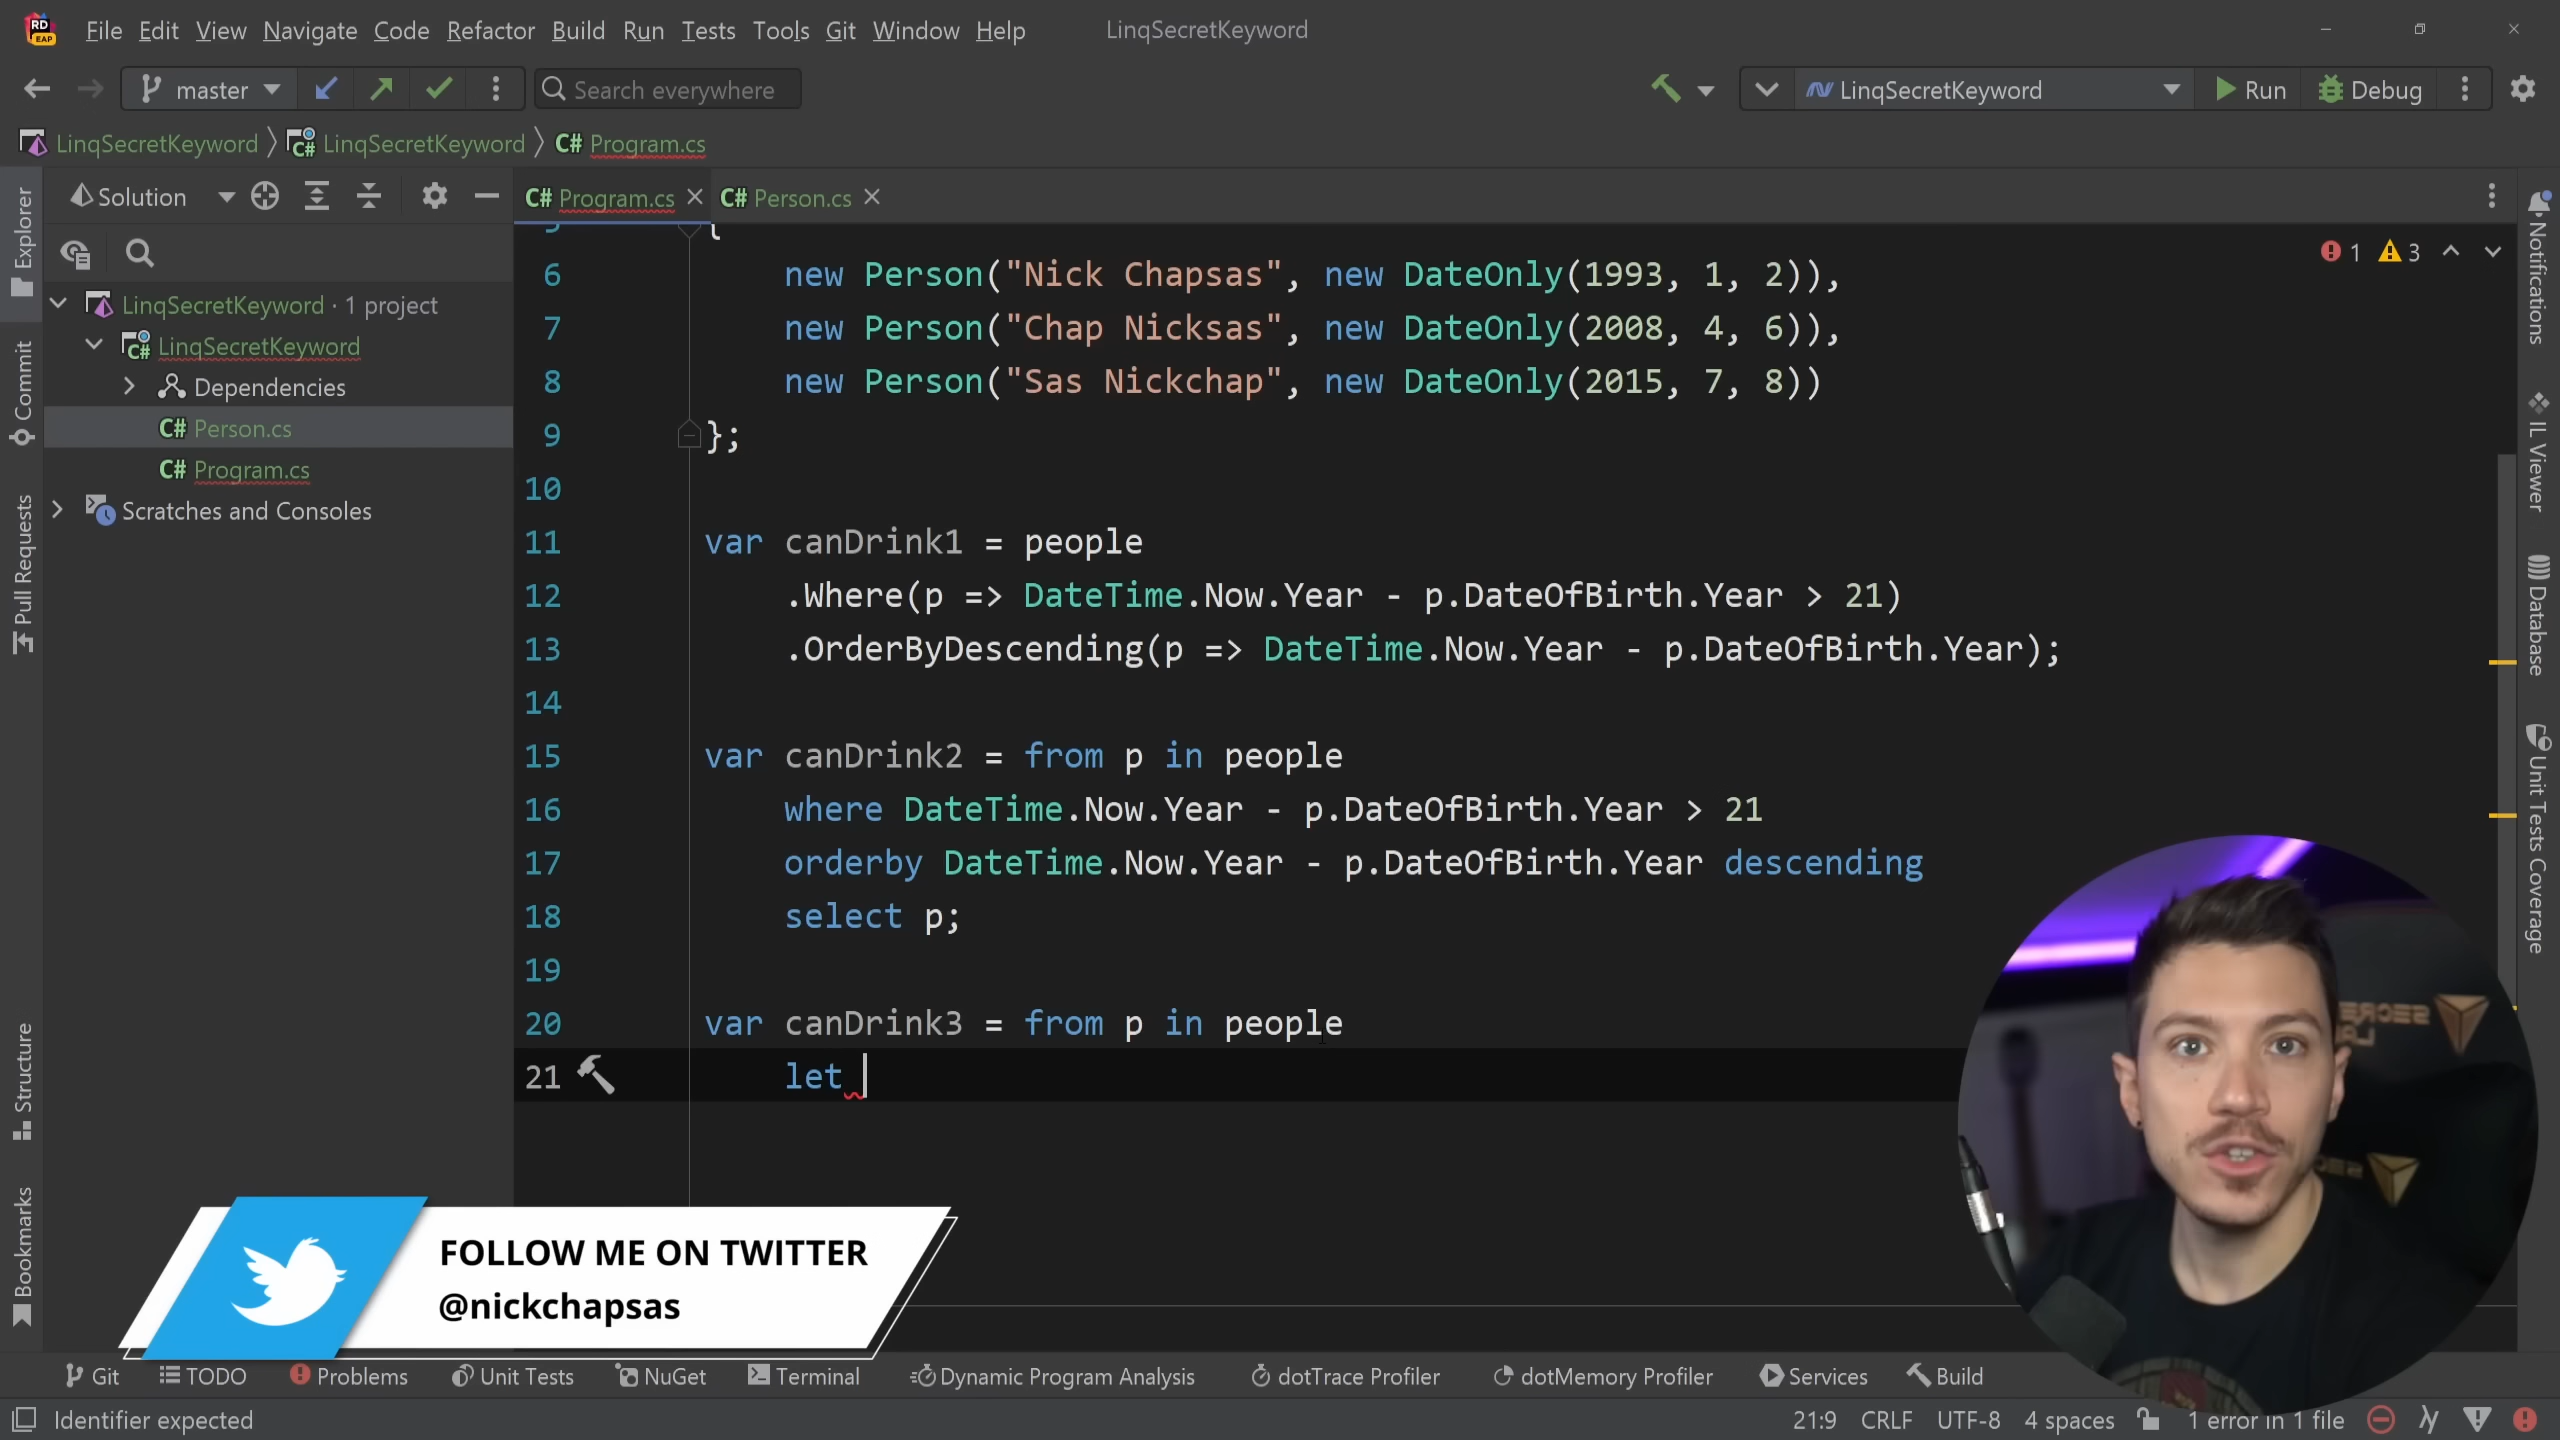 File Edit View Navigate Code Refactor Build Run Tests Tools Git Window Help LinqSecretKeyword
master Search everywhere LinqSecretKeyword Run Debug
LinqSecretKeyword LinqSecretKeyword C# Program.cs
Solution
C# Program.cs C# Person.cs
Explorer
Commit
Pull Requests
Structure
Bookmarks
LinqSecretKeyword · 1 project
LinqSecretKeyword
Dependencies
C# Person.cs
C# Program.cs
Scratches and Consoles
1 3
5 {
6 new Person("Nick Chapsas", new DateOnly(1993, 1, 2)),
7 new Person("Chap Nicksas", new DateOnly(2008, 4, 6)),
8 new Person("Sas Nickchap", new DateOnly(2015, 7, 8))
9 };
10
11 var canDrink1 = people
12 .Where(p => DateTime.Now.Year - p.DateOfBirth.Year > 21)
13 .OrderByDescending(p => DateTime.Now.Year - p.DateOfBirth.Year);
14
15 var canDrink2 = from p in people
16 where DateTime.Now.Year - p.DateOfBirth.Year > 21
17 orderby DateTime.Now.Year - p.DateOfBirth.Year descending
18 select p;
19
20 var canDrink3 = from p in people
21 let
Notifications
IL Viewer
Database
Unit Tests Coverage
FOLLOW ME ON TWITTER
@nickchapsas
Git TODO Problems Unit Tests NuGet Terminal Dynamic Program Analysis dotTrace Profiler dotMemory Profiler Services Build
Identifier expected 21:9 CRLF UTF-8 4 spaces 1 error in 1 file